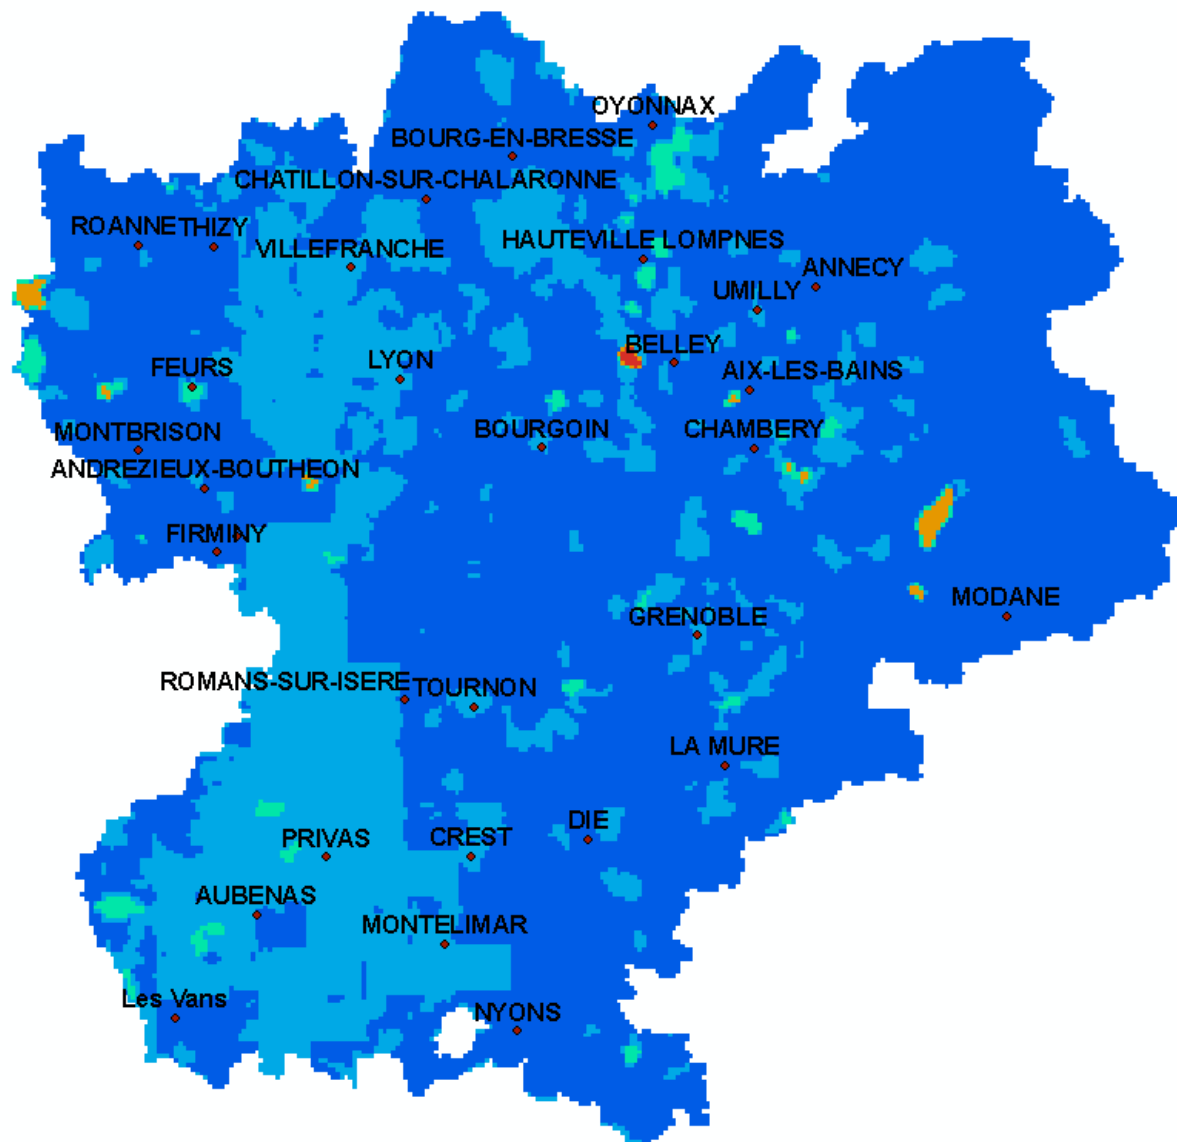 OYONNAX
BOURG-EN-BRESSE
CHATILLON-SUR-CHALARONNE
ROANNE
THIZY
VILLEFRANCHE
HAUTEVILLE LOMPNES
ANNECY
UMILLY
BELLEY
LYON
FEURS
AIX-LES-BAINS
MONTBRISON
BOURGOIN
CHAMBERY
ANDREZIEUX-BOUTHEON
FIRMINY
MODANE
GRENOBLE
ROMANS-SUR-ISERE
TOURNON
LA MURE
DIE
PRIVAS
CREST
AUBENAS
MONTELIMAR
Les Vans
NYONS